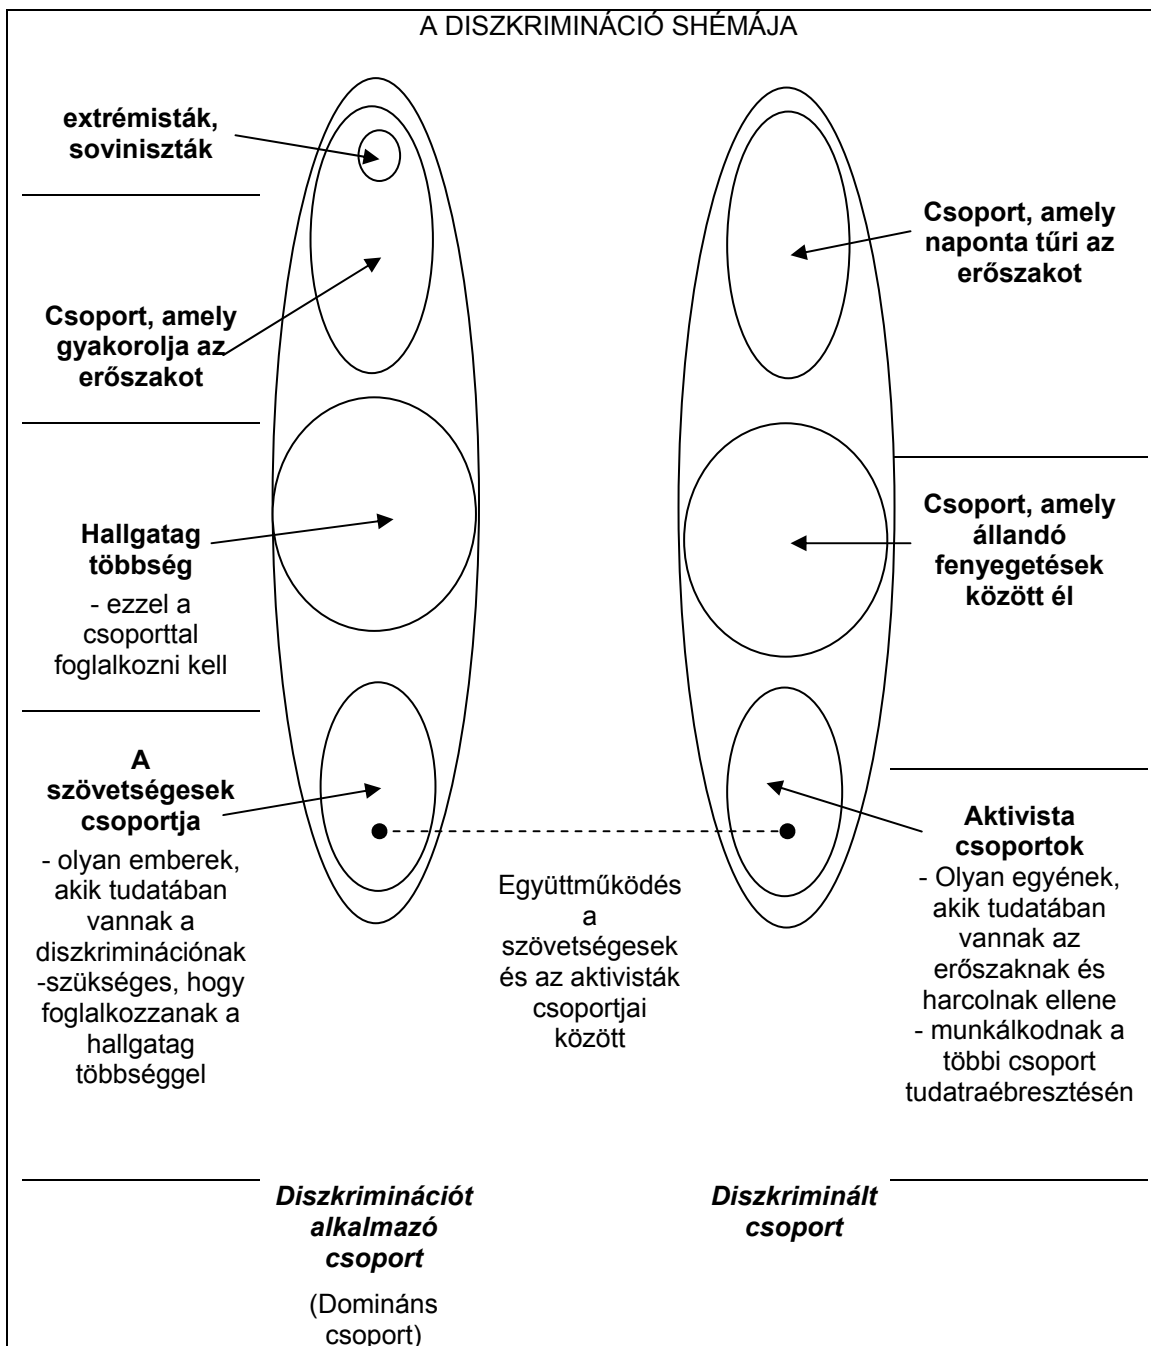 A DISZKRIMINÁCIÓ SHÉMÁJA
extrémisták,
soviniszták
Csoport, amely
gyakorolja az
erőszakot
Hallgatag
többség
- ezzel a
csoporttal
foglalkozni kell
A
szövetségesek
csoportja
- olyan emberek,
akik tudatában
vannak a
diszkriminációnak
-szükséges, hogy
foglalkozzanak a
hallgatag
többséggel
Együttműködés
a
szövetségesek
és az aktivisták
csoportjai
között
Csoport, amely
naponta tűri az
erőszakot
Csoport, amely
állandó
fenyegetések
között él
Aktivista
csoportok
- Olyan egyének,
akik tudatában
vannak az
erőszaknak és
harcolnak ellene
- munkálkodnak a
többi csoport
tudatraébresztésén
Diszkriminációt
alkalmazó
csoport
(Domináns
csoport)
Diszkriminált
csoport